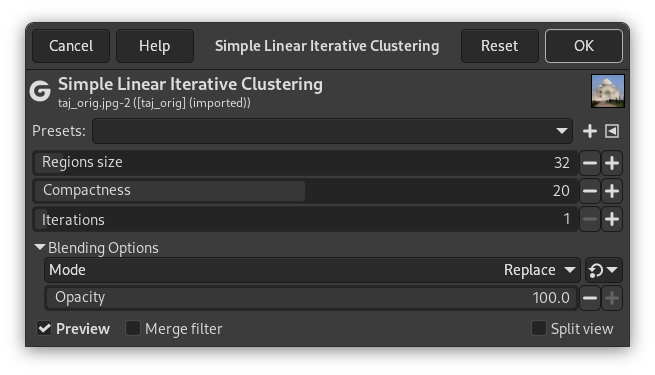 Cancel Help Simple Linear Iterative Clustering Reset OK
Simple Linear Iterative Clustering
taj_orig.jpg-2 ([taj_orig] (imported))
Presets:
Regions size 32
Compactness 20
Iterations 1
Blending Options
Mode Replace
Opacity 100.0
Preview Merge filter Split view